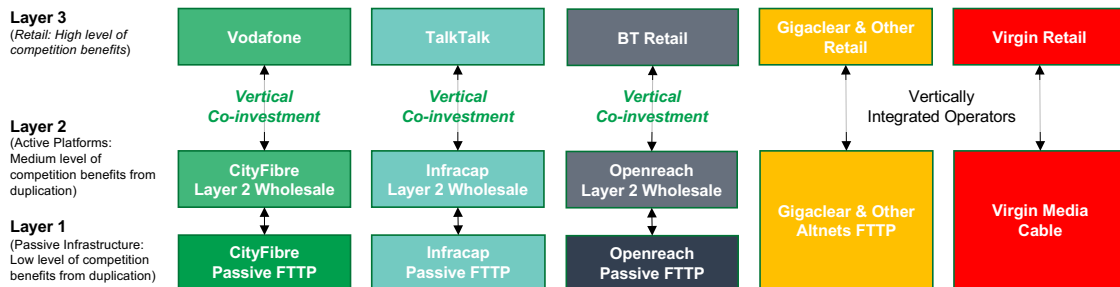 Layer 3
(Retail: High level of
competition benefits)
Vodafone
TalkTalk
BT Retail
Gigaclear & Other
Retail
Virgin Retail
Vertical
Co-investment
Vertical
Co-investment
Vertical
Co-investment
Vertically
Integrated Operators
Layer 2
(Active Platforms:
Medium level of
competition benefits from
duplication)
CityFibre
Layer 2 Wholesale
Infracap
Layer 2 Wholesale
Openreach
Layer 2 Wholesale
Gigaclear & Other
Altnets FTTP
Virgin Media
Cable
Layer 1
(Passive Infrastructure:
Low level of competition
benefits from duplication)
CityFibre
Passive FTTP
Infracap
Passive FTTP
Openreach
Passive FTTP